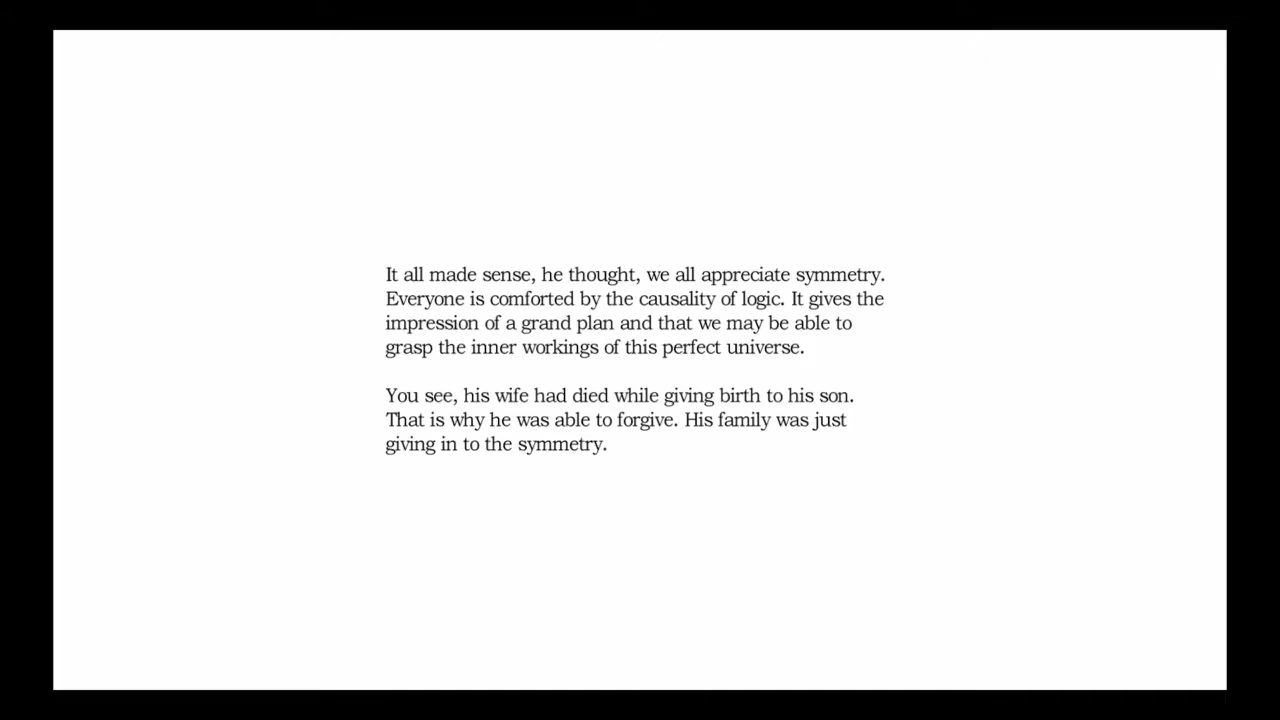 It all made sense, he thought, we all appreciate symmetry.
Everyone is comforted by the causality of logic. It gives the
impression of a grand plan and that we may be able to
grasp the inner workings of this perfect universe.
You see, his wife had died while giving birth to his son.
That is why he was able to forgive. His family was just
giving in to the symmetry.